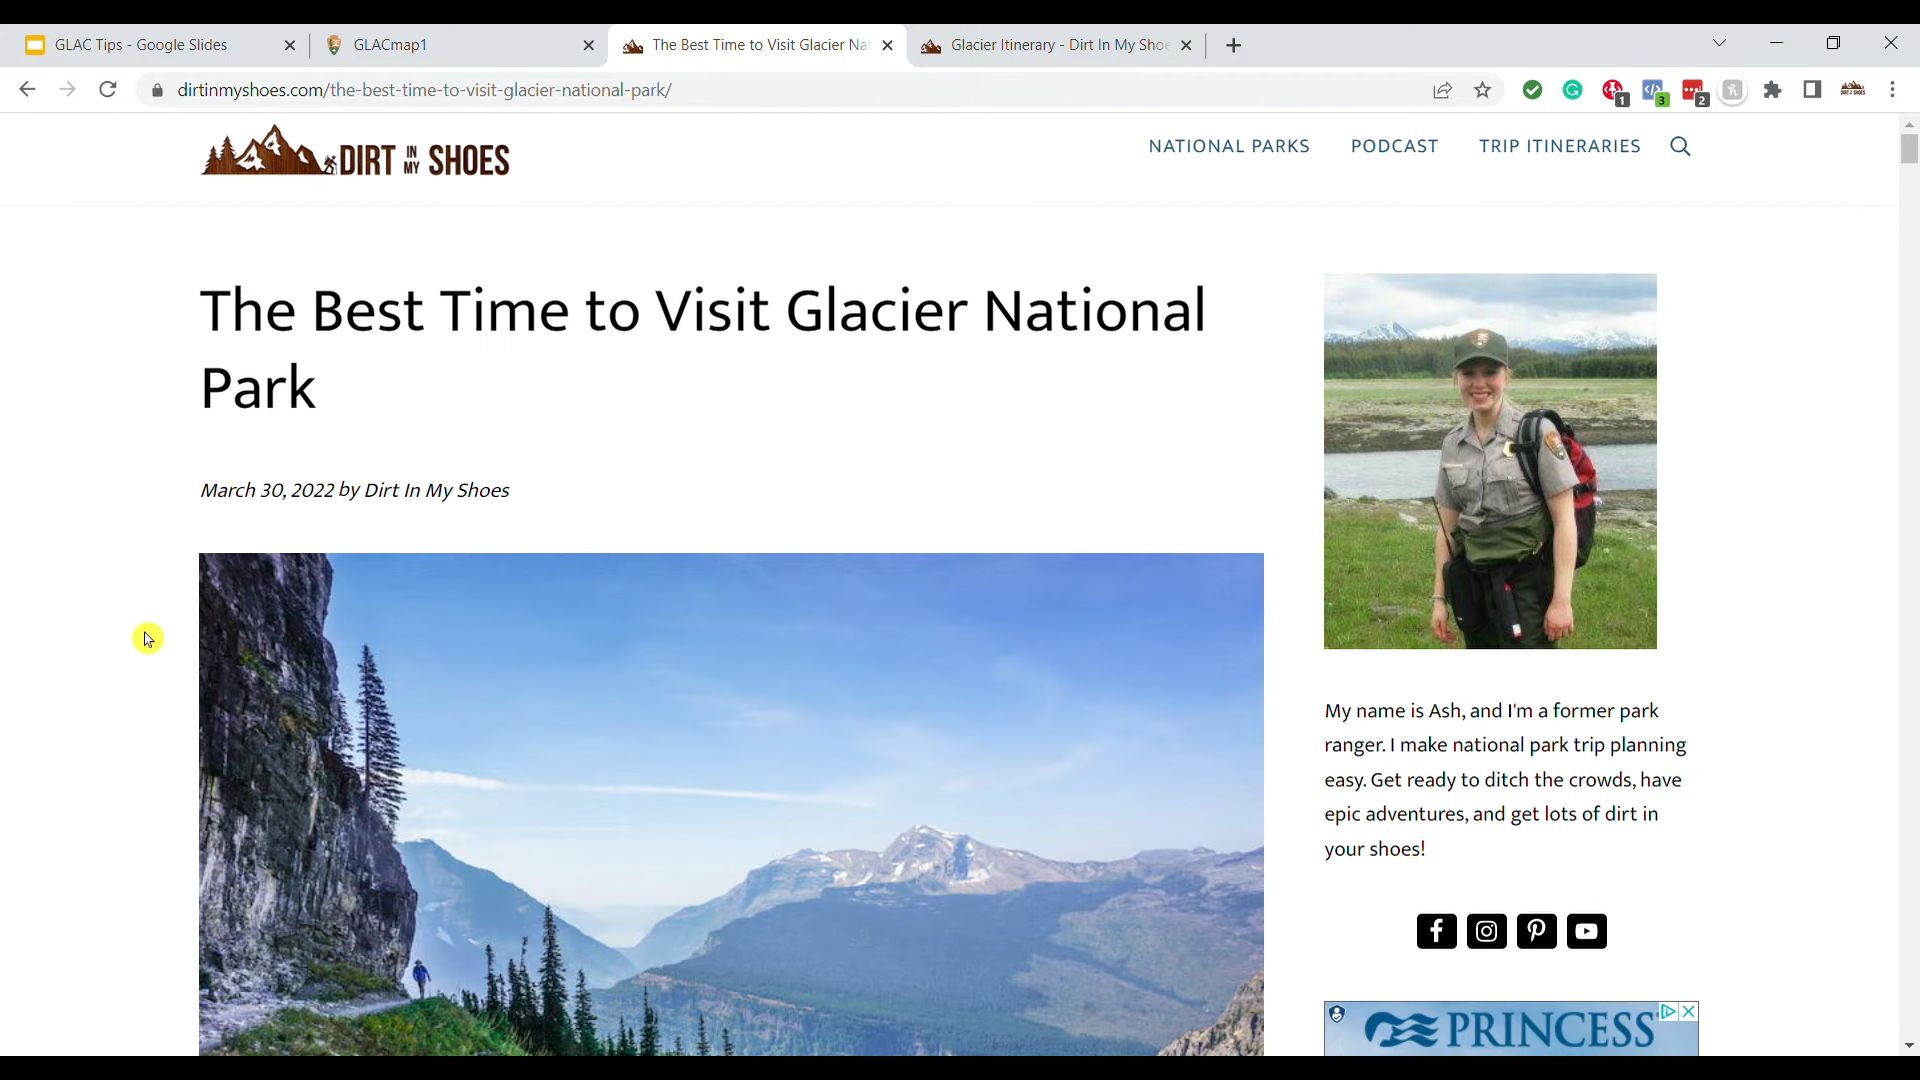 GLAC Tips - Google Slides
GLACmap1
The Best Time to Visit Glacier Nat
Glacier Itinerary - Dirt In My Shoe
dirtinmyshoes.com/the-best-time-to-visit-glacier-national-park/
1
3
2
DIRT IN MY SHOES
NATIONAL PARKS
PODCAST
TRIP ITINERARIES
The Best Time to Visit Glacier National
Park
March 30, 2022 by Dirt In My Shoes
My name is Ash, and I'm a former park
ranger. I make national park trip planning
easy. Get ready to ditch the crowds, have
epic adventures, and get lots of dirt in
your shoes!
PRINCESS